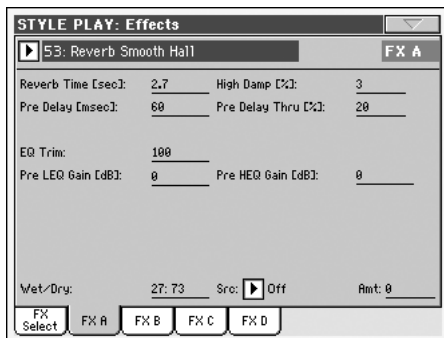 STYLE PLAY: Effects
53: Reverb Smooth Hall FX A
Reverb Time [sec]: 2.7 High Damp [%]: 3
Pre Delay [msec]: 60 Pre Delay Thru [%]: 20
EQ Trim: 100
Pre LEQ Gain [dB]: 0 Pre HEQ Gain [dB]: 0
Wet/Dry: 27: 73 Src: Off Amt: 0
FX Select FX A FX B FX C FX D